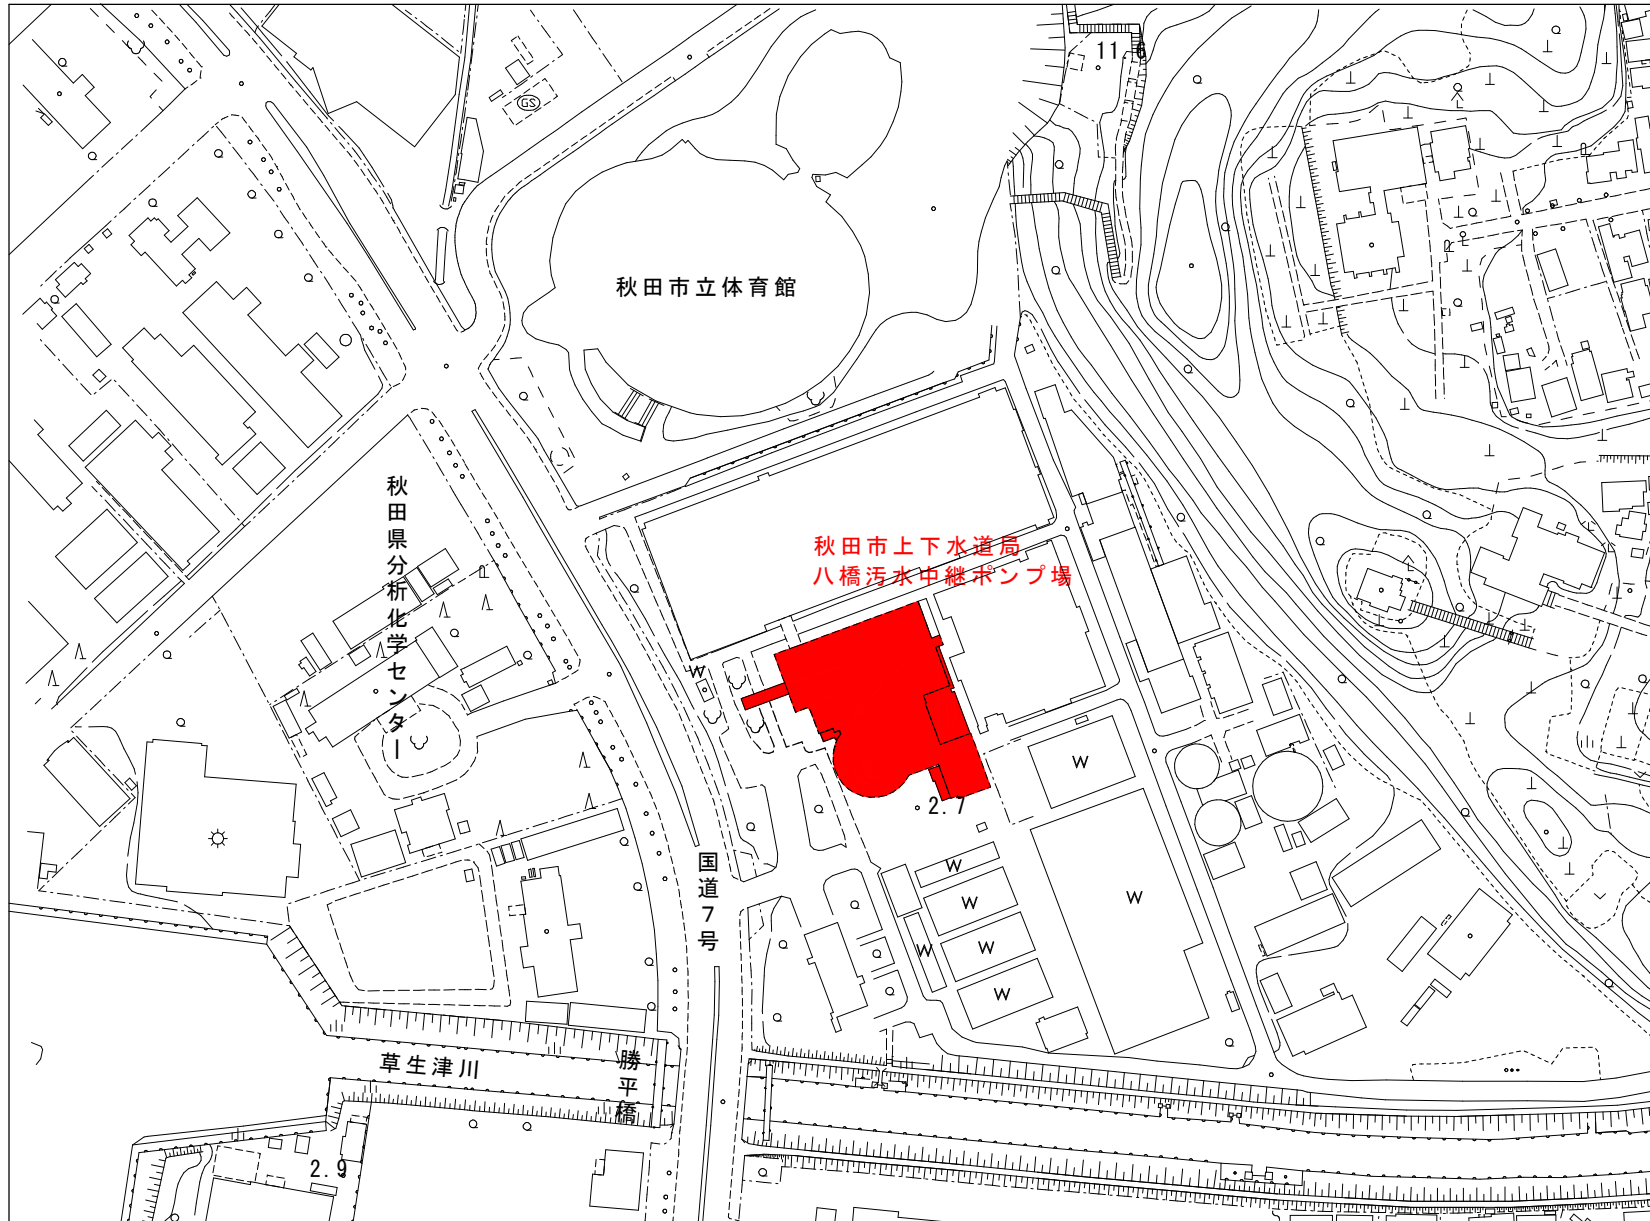 11.6
GS
秋田市立体育館
秋田県分析化学センター
秋田市上下水道局
八橋汚水中継ポンプ場
W
W
2.7
国道7号
W
W
W
W
W
W
草生津川
勝平橋
2.9